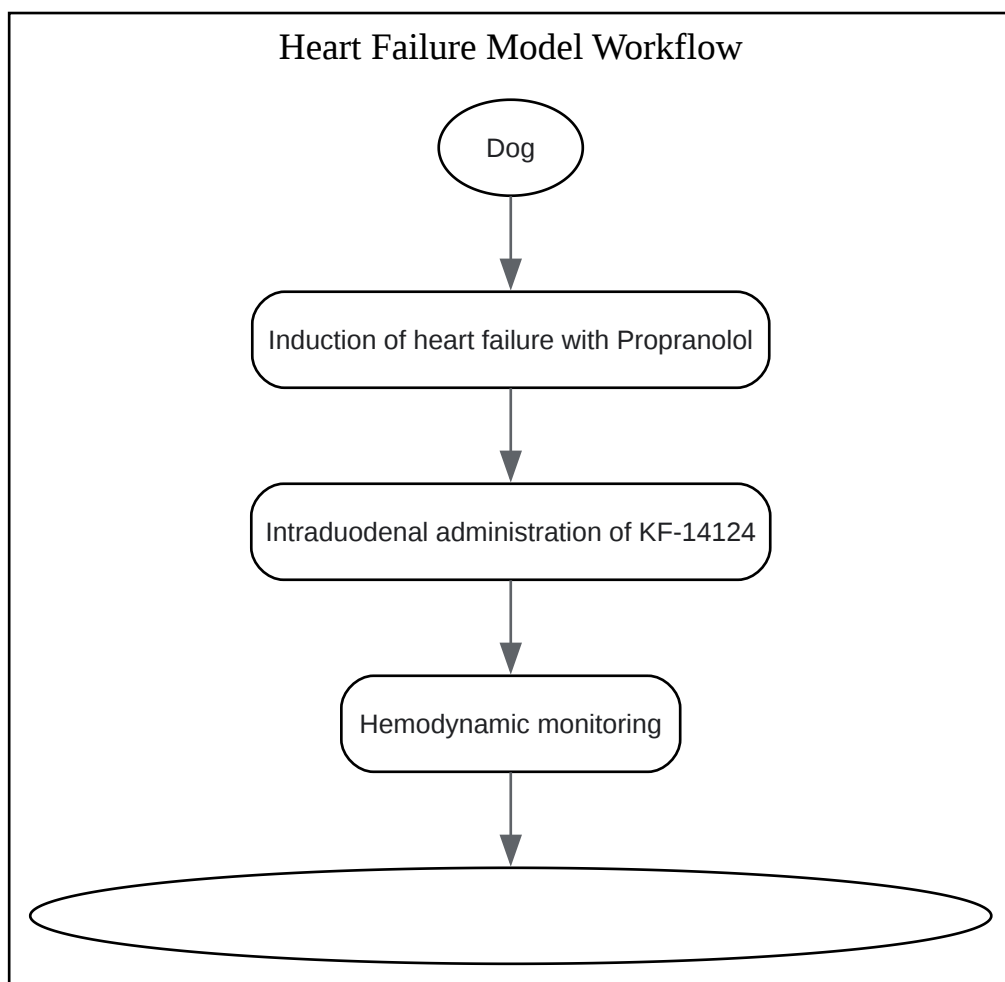 Heart Failure Model Workflow
Dog
Induction of heart failure with Propranolol
Intraduodenal administration of KF-14124
Hemodynamic monitoring